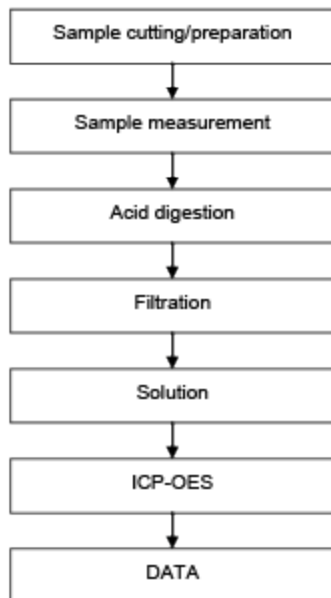 Sample cutting/preparation
Sample measurement
Acid digestion
Filtration
Solution
ICP-OES
DATA